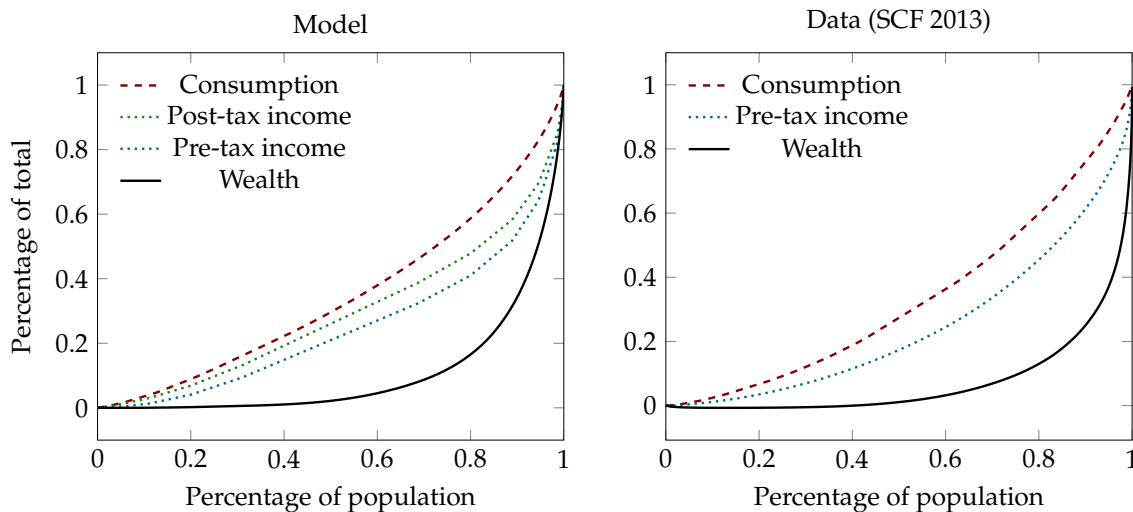 Model
Consumption
Post-tax income
Pre-tax income
Wealth
Percentage of total
1
0.8
0.6
0.4
0.2
0
0 0.2 0.4 0.6 0.8 1
Percentage of population
Data (SCF 2013)
Consumption
Pre-tax income
Wealth
1
0.8
0.6
0.4
0.2
0
0 0.2 0.4 0.6 0.8 1
Percentage of population